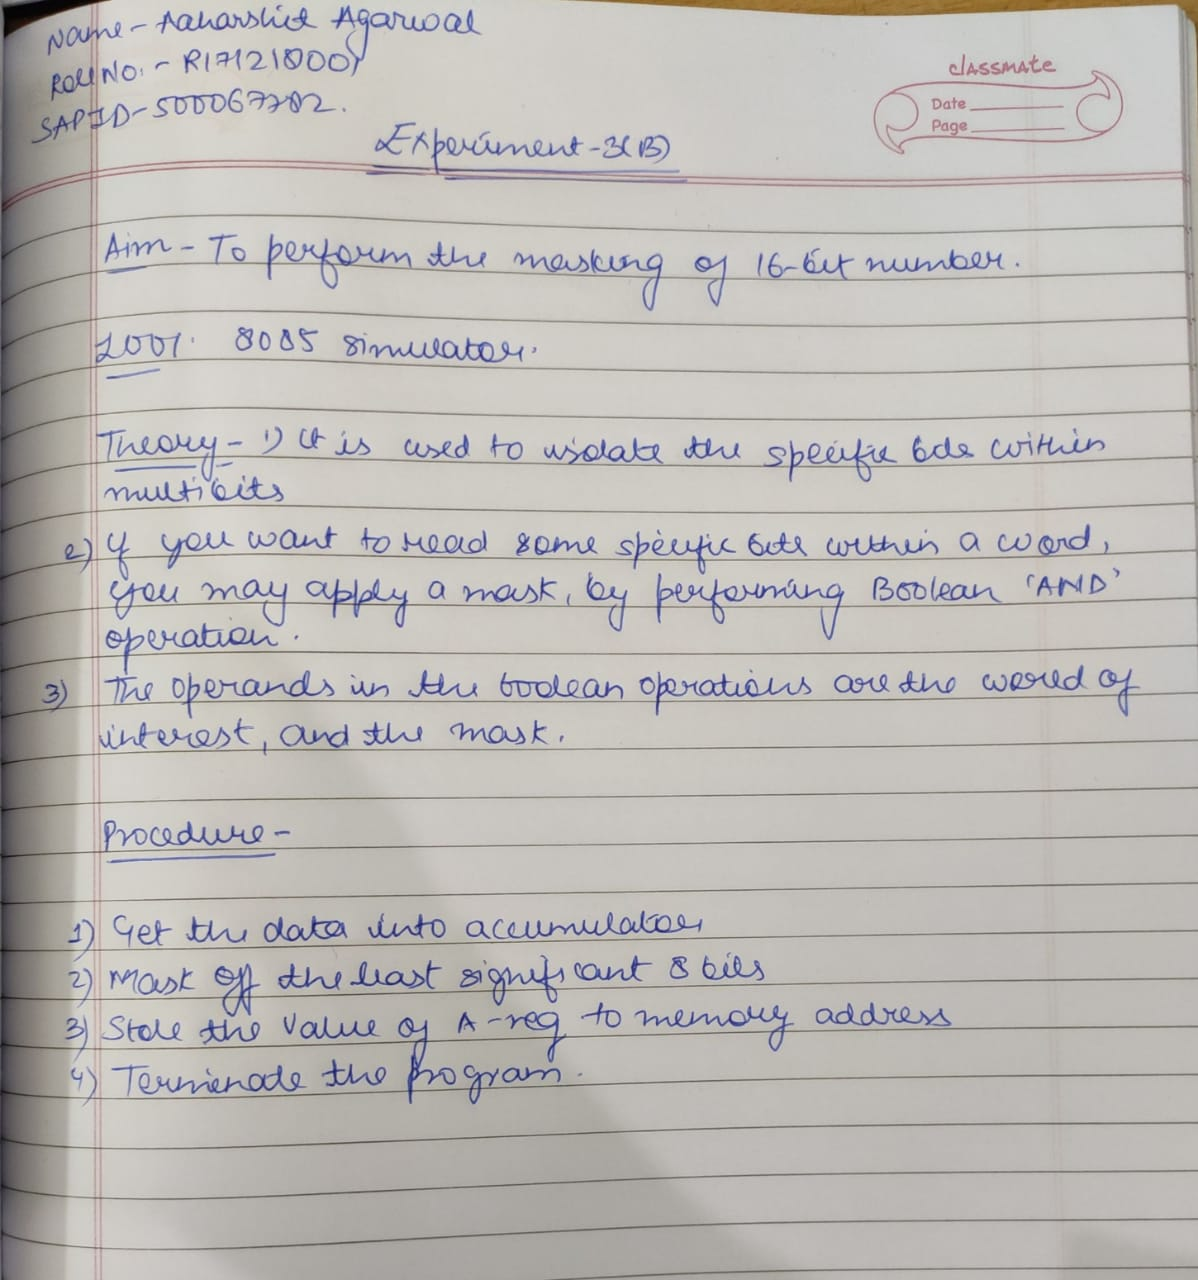 Name - Aaharshit Agarwal
Roll No. - R17121800
SAP ID - 500067702.
classmate
Date
Page
Experiment - 3(B)
Aim - To perform the masking of 16-bit number.
8085 simulator.
Theory - 1) It is used to isolate the specific bits within
multibits
2) If you want to read some specific bits within a word,
you may apply a mask, by performing Boolean 'AND'
operation.
3) The operands in the boolean operations are the word of
interest, and the mask.
Procedure -
1) Get the data into accumulator
2) Mask off the least significant 8 bits
3) Store the value of A-reg to memory address
4) Terminode the program.